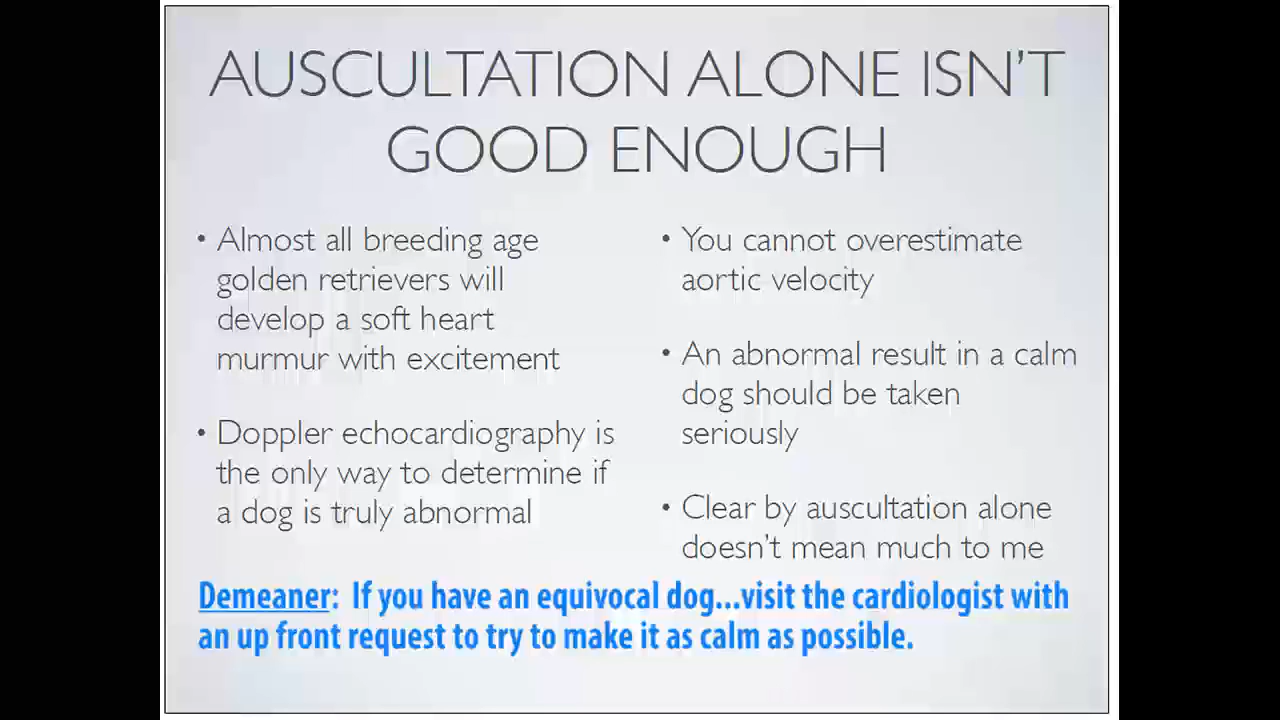 AUSCULTATION ALONE ISN'T
GOOD ENOUGH
• Almost all breeding age
golden retrievers will
develop a soft heart
murmur with excitement
• Doppler echocardiography is
the only way to determine if
a dog is truly abnormal
• You cannot overestimate
aortic velocity
• An abnormal result in a calm
dog should be taken
seriously
• Clear by auscultation alone
doesn't mean much to me
Demeaner: If you have an equivocal dog...visit the cardiologist with
an up front request to try to make it as calm as possible.